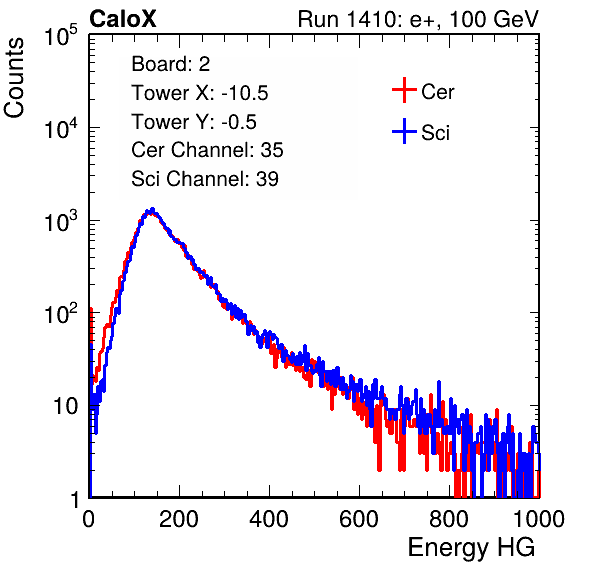 CaloX Run 1410: e+, 100 GeV
Counts
Board: 2
Tower X: -10.5
Tower Y: -0.5
Cer Channel: 35
Sci Channel: 39
Cer
Sci
10^5
10^4
10^3
10^2
10
1
0 200 400 600 800 1000
Energy HG